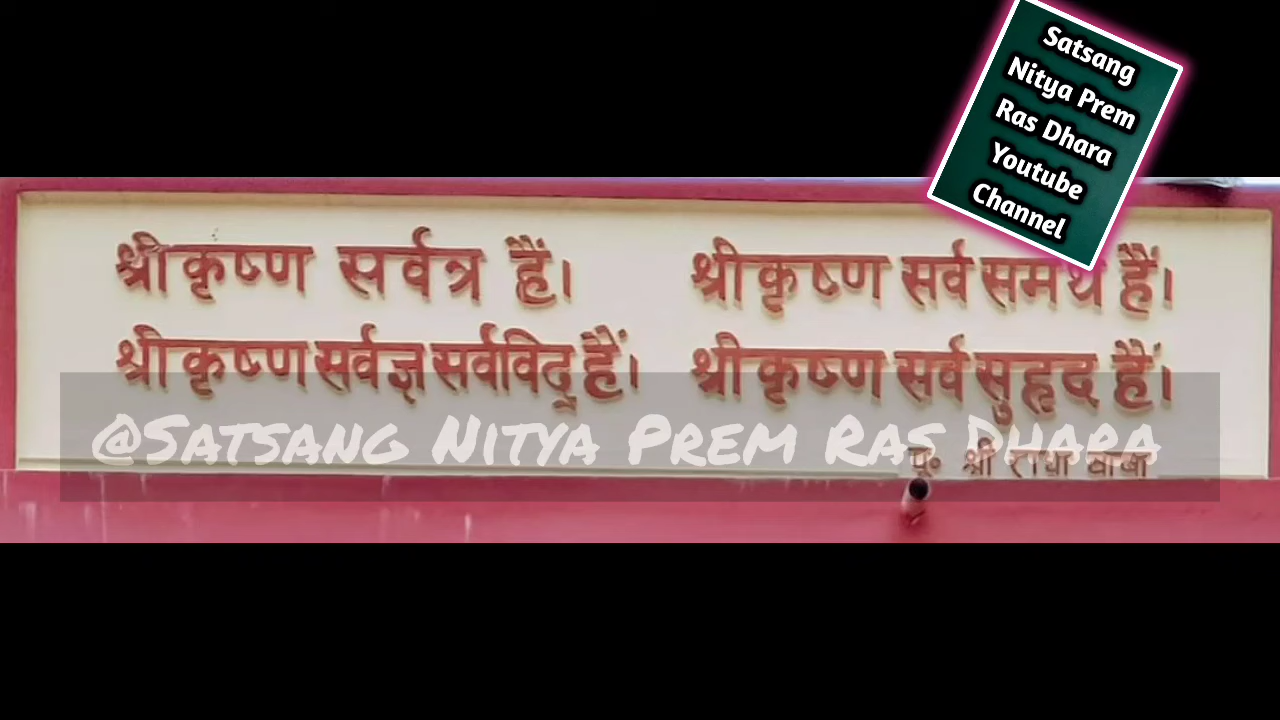 Satsang
Nitya Prem
Ras Dhara
Youtube
Channel
श्रीकृष्ण सर्वत्र हैं।
श्रीकृष्ण सर्वसमर्थ हैं।
श्रीकृष्ण सर्वज्ञ सर्वविद् हैं।
श्रीकृष्ण सर्वसुहृद हैं।
@Satsang Nitya Prem Ras Dhara
पू० श्री राधा बाबा